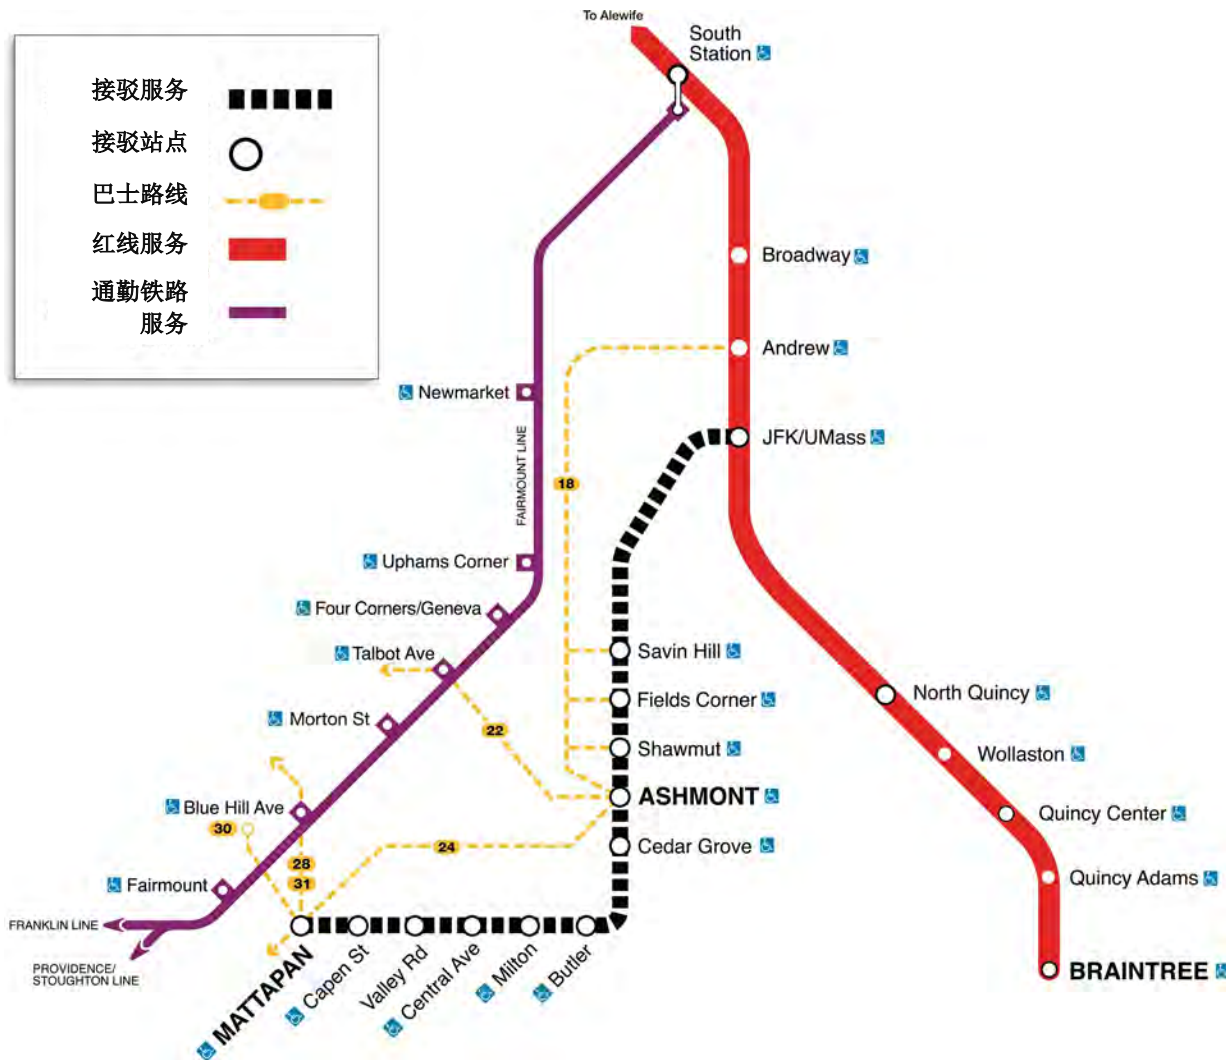 To Alewife
South
Station
接驳服务
接驳站点
巴士路线
红线服务
通勤铁路
服务
Broadway
Andrew
Newmarket
JFK/UMass
FAIRMOUNT LINE
18
Uphams Corner
Four Corners/Geneva
Talbot Ave
Savin Hill
Fields Corner
North Quincy
Morton St
22
Shawmut
Wollaston
ASHMONT
Blue Hill Ave
Quincy Center
30
24
Cedar Grove
28
31
Quincy Adams
Fairmount
FRANKLIN LINE
PROVIDENCE/
STOUGHTON LINE
MATTAPAN
Capen St
Valley Rd
Central Ave
Milton
Butler
BRAINTREE